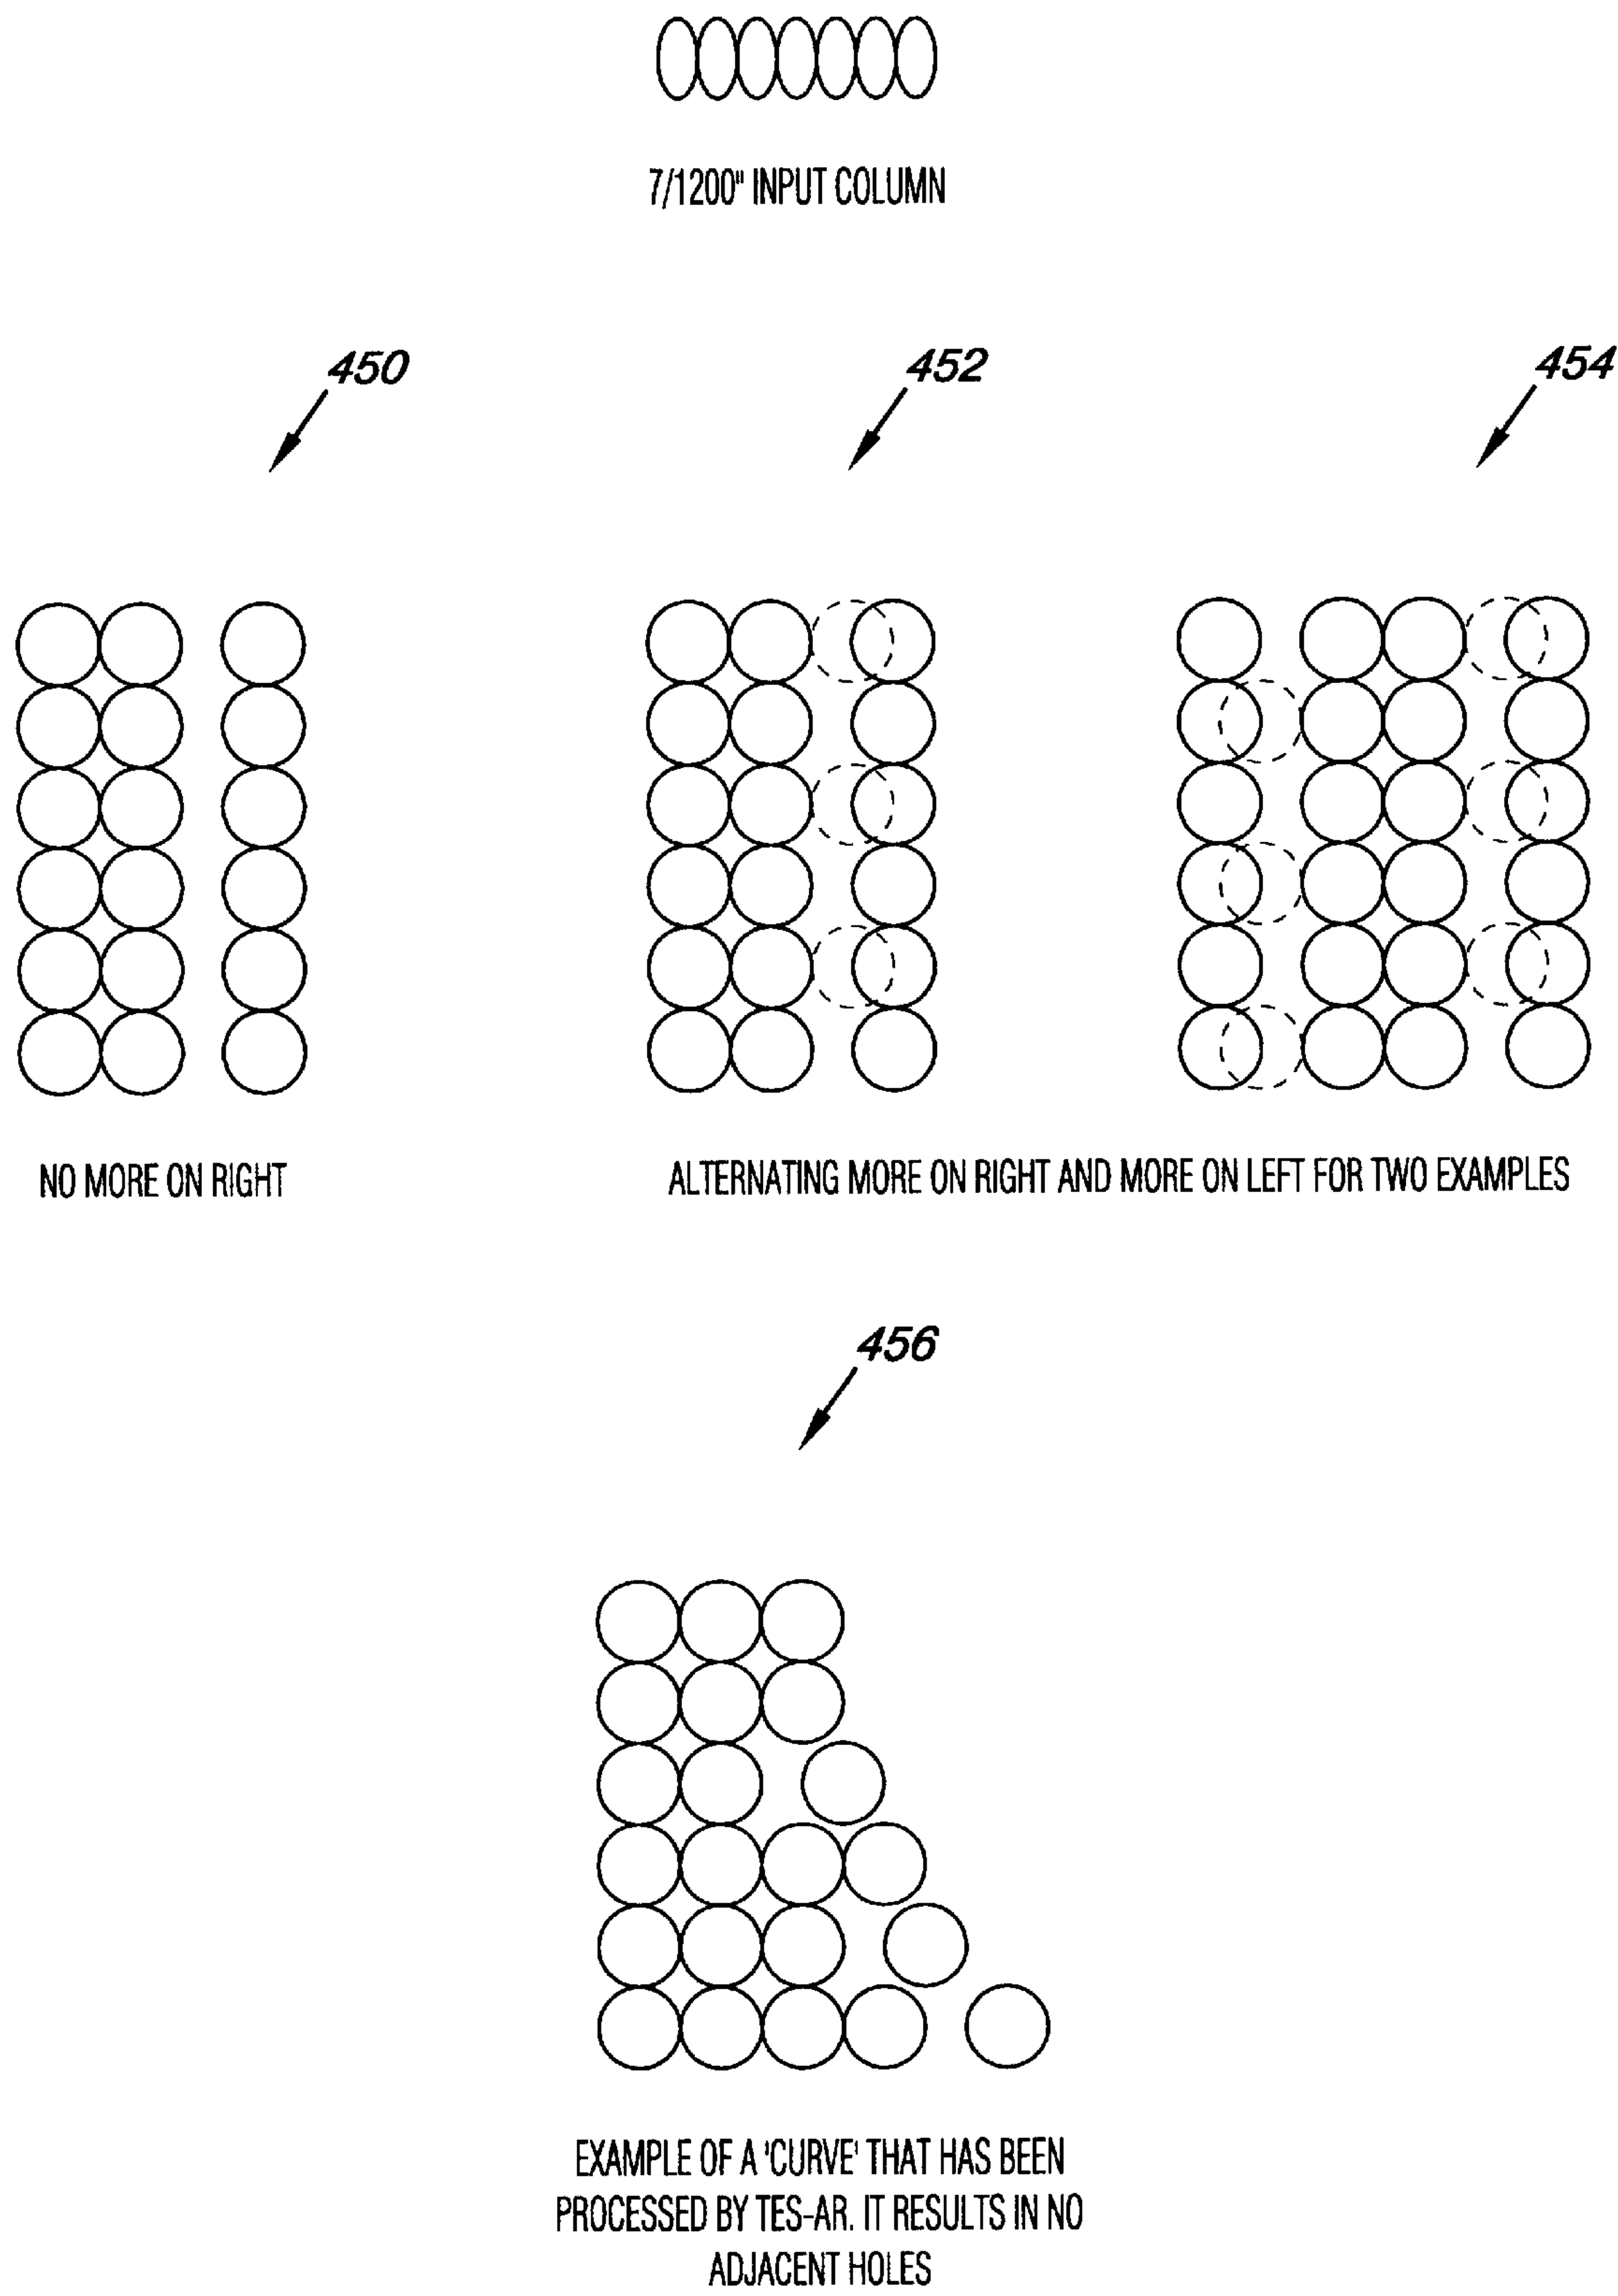 7/1200" INPUT COLUMN
450
452
454
NO MORE ON RIGHT
ALTERNATING MORE ON RIGHT AND MORE ON LEFT FOR TWO EXAMPLES
456
EXAMPLE OF A 'CURVE' THAT HAS BEEN
PROCESSED BY TES-AR. IT RESULTS IN NO
ADJACENT HOLES